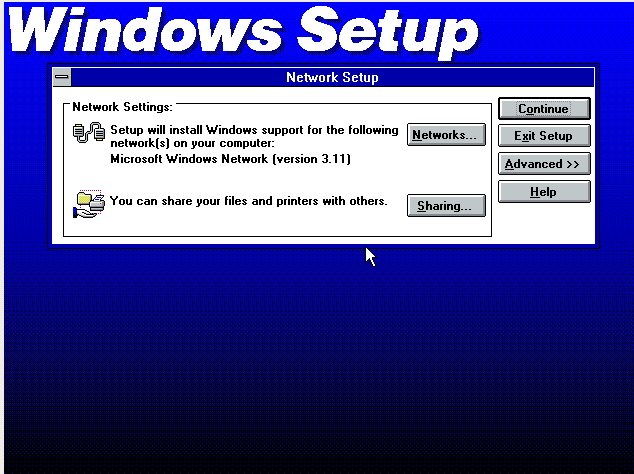 Windows Setup
Network Setup
Network Settings:
Setup will install Windows support for the following
network(s) on your computer:
Microsoft Windows Network (version 3.11)
Networks...
You can share your files and printers with others.
Sharing...
Continue
Exit Setup
Advanced >>
Help